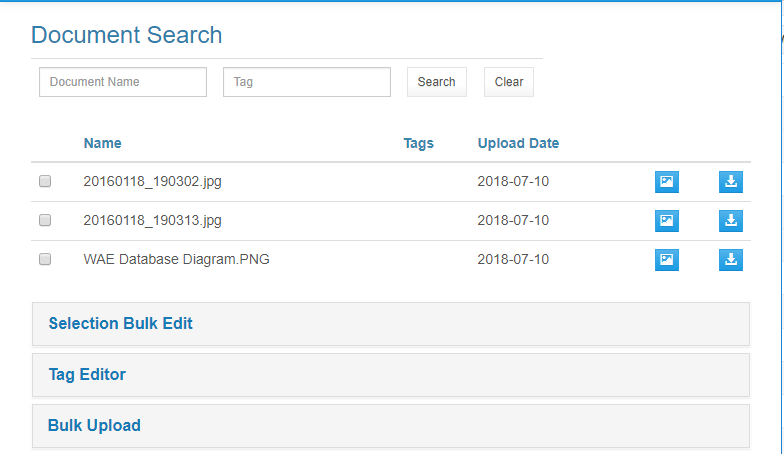 Document Search
Document Name Tag Search Clear
Name Tags Upload Date
20160118_190302.jpg 2018-07-10
20160118_190313.jpg 2018-07-10
WAE Database Diagram.PNG 2018-07-10
Selection Bulk Edit
Tag Editor
Bulk Upload